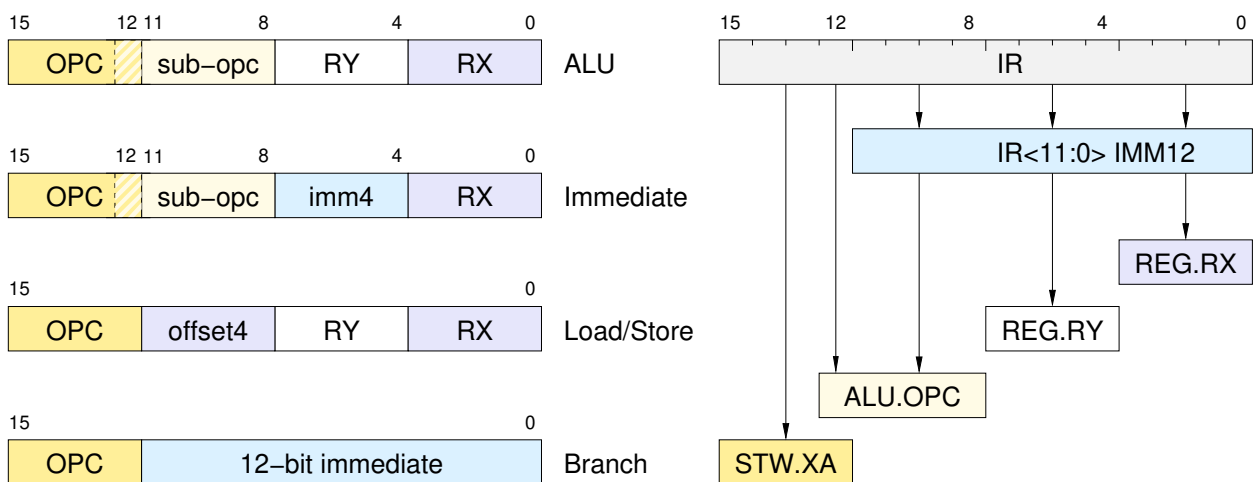 15 12 11 8 4 0
OPC sub-opc RY RX ALU
15 12 11 8 4 0
OPC sub-opc imm4 RX Immediate
15 0
OPC offset4 RY RX Load/Store
15 0
OPC 12-bit immediate Branch
15 12 8 4 0
IR
IR<11:0> IMM12
REG.RX
REG.RY
ALU.OPC
STW.XA